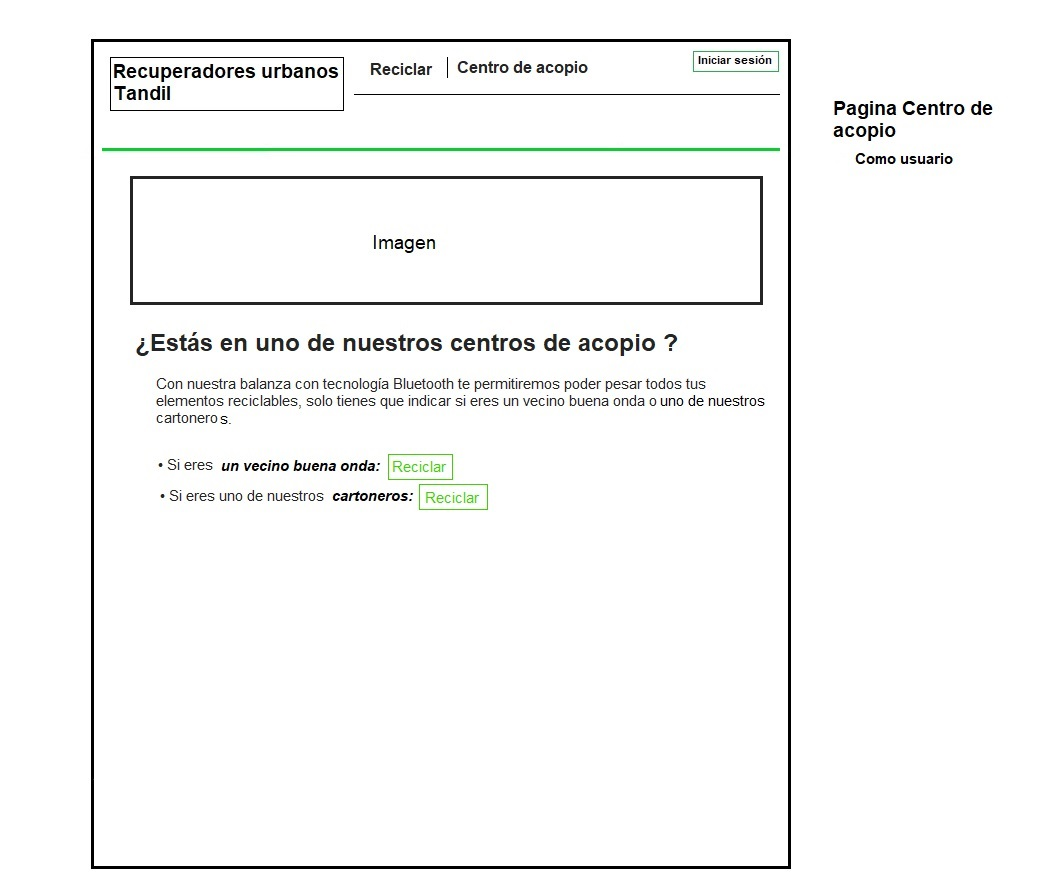 Recuperadores urbanos
Tandil
Reciclar
Centro de acopio
Iniciar sesión
Pagina Centro de
acopio
Como usuario
Imagen
¿Estás en uno de nuestros centros de acopio ?
Con nuestra balanza con tecnología Bluetooth te permitiremos poder pesar todos tus
elementos reciclables, solo tienes que indicar si eres un vecino buena onda o uno de nuestros
cartoneros.
• Si eres un vecino buena onda: Reciclar
• Si eres uno de nuestros cartoneros: Reciclar